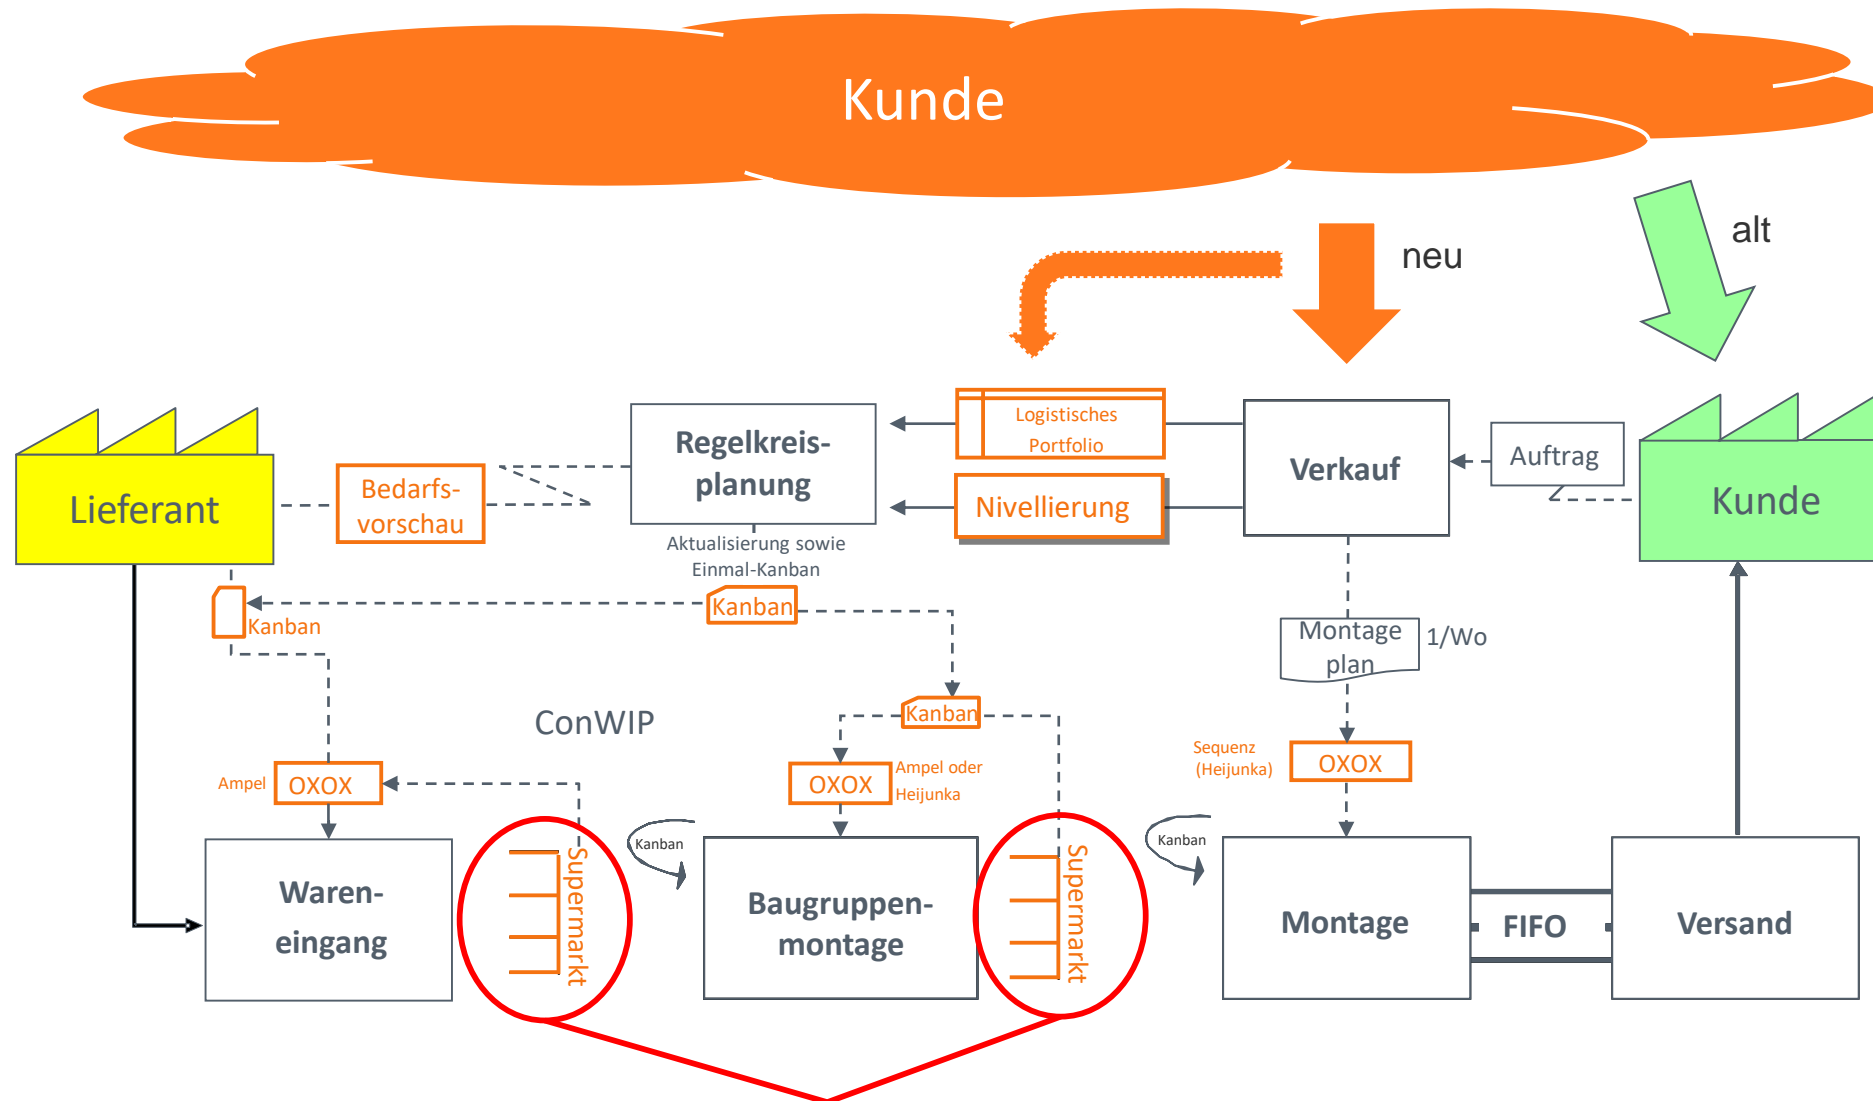 Kunde
neu
alt
Lieferant
Bedarfs-
vorschau
Regelkreis-
planung
Aktualisierung sowie
Einmal-Kanban
Logistisches
Portfolio
Nivellierung
Verkauf
Auftrag
Kunde
Kanban
Kanban
Montage
plan
1/Wo
Kanban
ConWIP
Ampel
OXOX
OXOX
Ampel oder
Heijunka
Sequenz
(Heijunka)
OXOX
Waren-
eingang
Supermarkt
Kanban
Baugruppen-
montage
Supermarkt
Kanban
Montage
FIFO
Versand